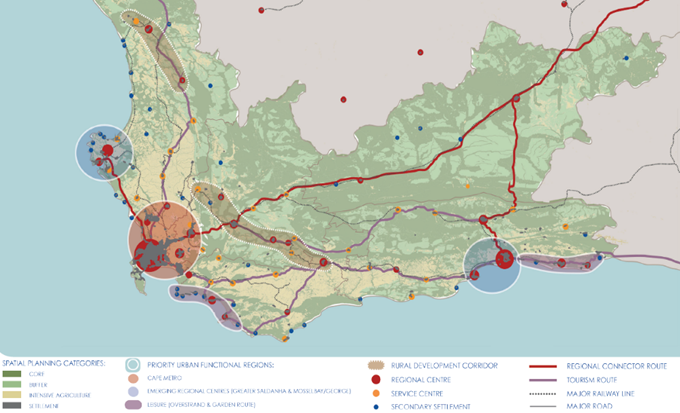 SPATIAL PLANNING CATEGORIES:
CORE
BUFFER
INTENSIVE AGRICULTURE
SETTLEMENT
PRIORITY URBAN FUNCTIONAL REGIONS:
CAPE METRO
EMERGING REGIONAL CENTRES (GREATER SALDANHA & MOSSEL BAY/GEORGE)
LEISURE (OVERSTRAND & GARDEN ROUTE)
RURAL DEVELOPMENT CORRIDOR
REGIONAL CENTRE
SERVICE CENTRE
SECONDARY SETTLEMENT
REGIONAL CONNECTOR ROUTE
TOURISM ROUTE
MAJOR RAILWAY LINE
MAJOR ROAD